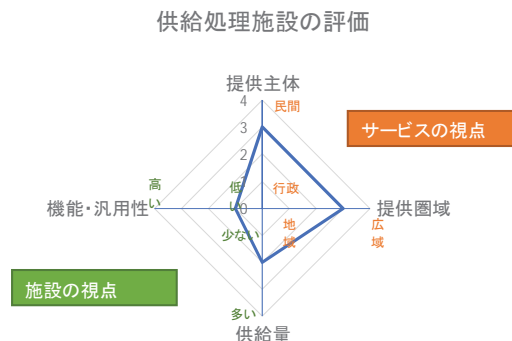 供給処理施設の評価
提供主体
4
民間
3
サービスの視点
2
高い
低い
1
行政
機能・汎用性
0
提供圏域
少ない
地域
広域
施設の視点
多い
供給量